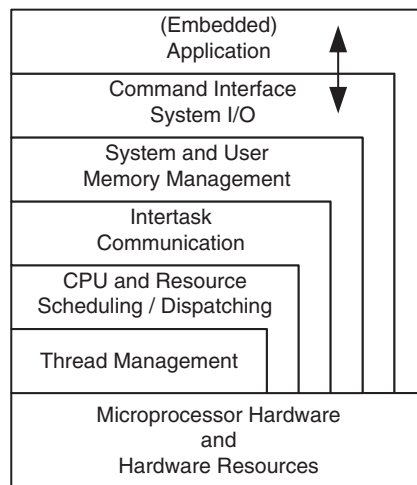 (Embedded)
Application
Command Interface
System I/O
System and User
Memory Management
Intertask
Communication
CPU and Resource
Scheduling / Dispatching
Thread Management
Microprocessor Hardware
and
Hardware Resources